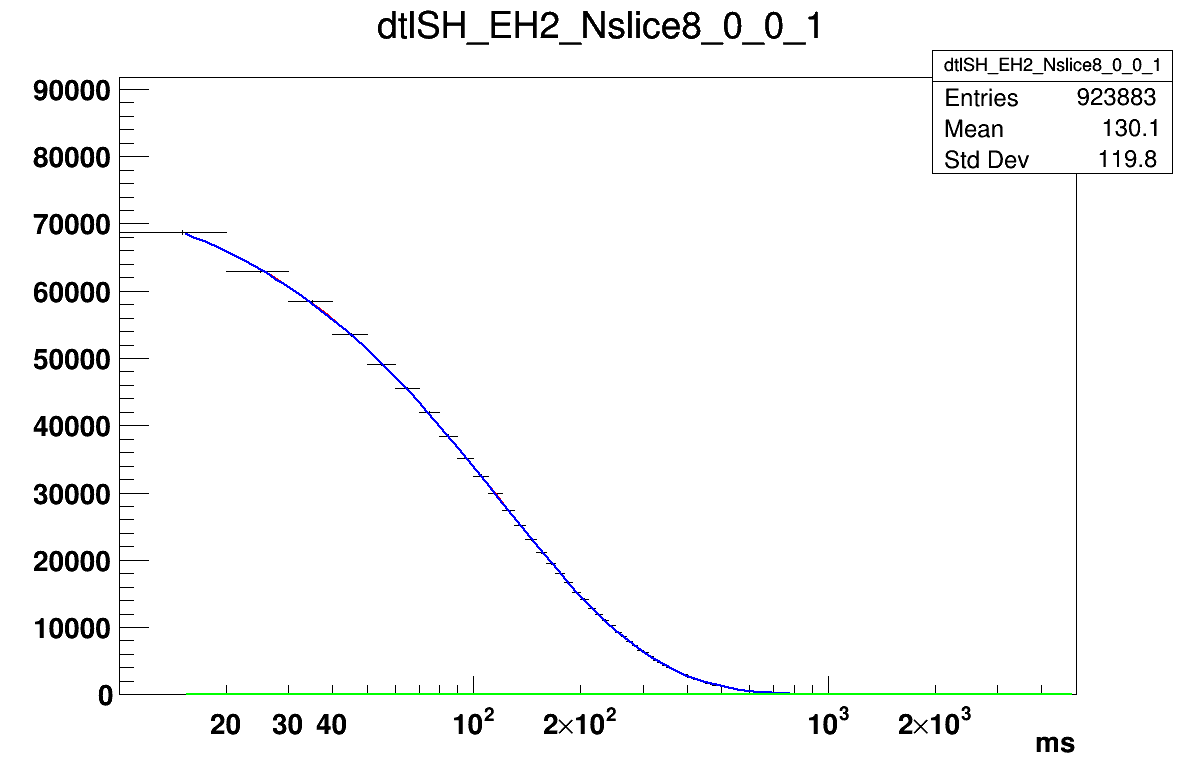 dtlSH_EH2_Nslice8_0_0_1
dtlSH_EH2_Nslice8_0_0_1
Entries 923883
Mean 130.1
Std Dev 119.8
90000
80000
70000
60000
50000
40000
30000
20000
10000
0
20 30 40 10² 2×10² 10³ 2×10³
ms